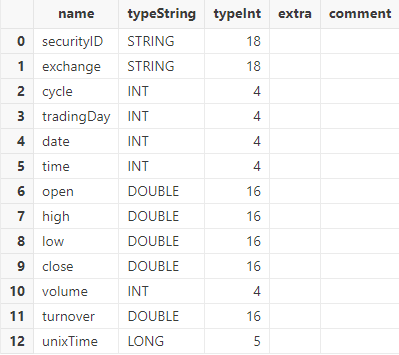 name typeString typeInt extra comment
0 securityID STRING 18
1 exchange STRING 18
2 cycle INT 4
3 tradingDay INT 4
4 date INT 4
5 time INT 4
6 open DOUBLE 16
7 high DOUBLE 16
8 low DOUBLE 16
9 close DOUBLE 16
10 volume INT 4
11 turnover DOUBLE 16
12 unixTime LONG 5